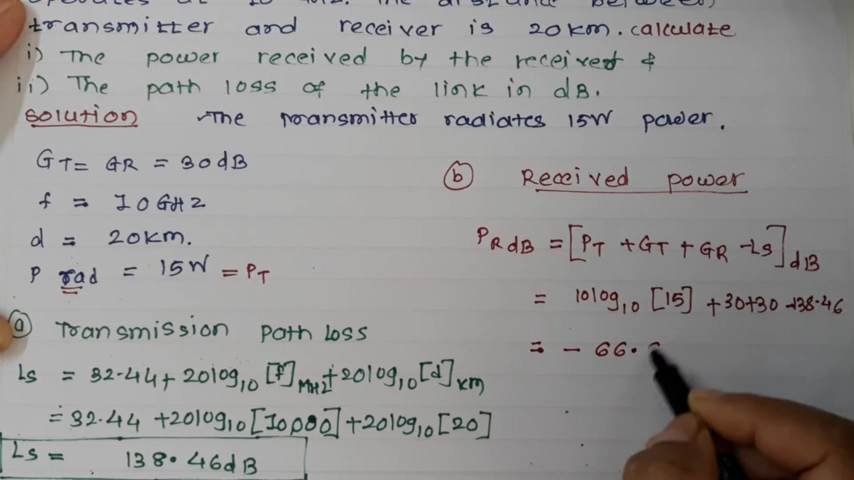 transmitter and receiver is 20km. calculate
i) The power received by the received &
ii) The path loss of the link in dB.
Solution The transmitter radiates 15W power.
GT = GR = 30dB
f = 10GHz
d = 20km.
P rad = 15W = PT
a Transmission Path loss
Ls = 32.44+20log10[f]MHz+20log10[d]km
=32.44 +20log10[10,000]+20log10[20]
Ls = 138.46dB
b Received power
PRdB = [PT +GT + GR -Ls]dB
= 10log10 [15] +30+30-138.46
= -66.